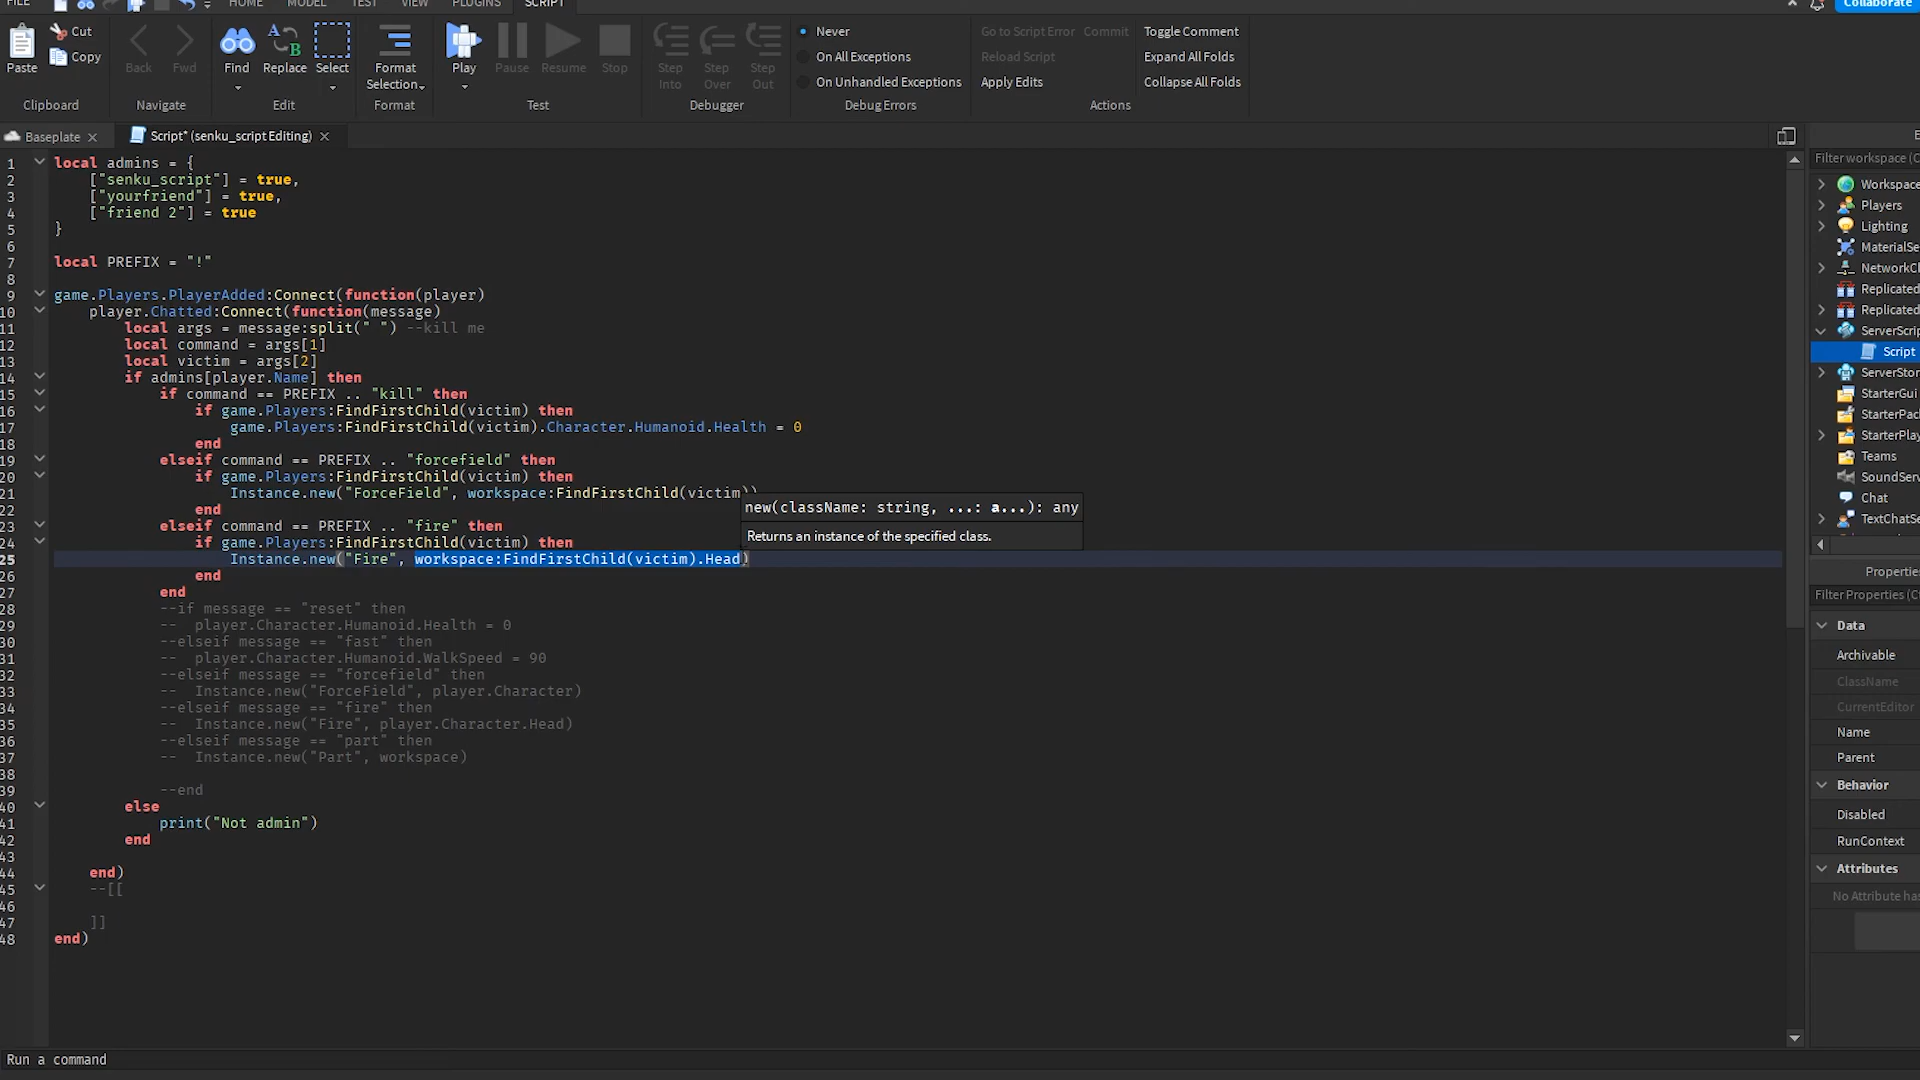 FILE HOME MODEL TEST VIEW PLUGINS SCRIPT Collaborate
Paste Cut Copy
Clipboard
Back Fwd
Navigate
Find Replace Select
Edit
Format Selection
Format
Play Pause Resume Stop
Test
Step Into Step Over Step Out
Debugger
Never
On All Exceptions
On Unhandled Exceptions
Debug Errors
Go to Script Error Commit Toggle Comment
Reload Script Expand All Folds
Apply Edits Collapse All Folds
Actions
Baseplate
Script* (senku_script Editing)
1 local admins = {
2 ["senku_script"] = true,
3 ["yourfriend"] = true,
4 ["friend 2"] = true
5 }
6
7 local PREFIX = "!"
8
9 game.Players.PlayerAdded:Connect(function(player)
10 player.Chatted:Connect(function(message)
11 local args = message:split(" ") --kill me
12 local command = args[1]
13 local victim = args[2]
14 if admins[player.Name] then
15 if command == PREFIX .. "kill" then
16 if game.Players:FindFirstChild(victim) then
17 game.Players:FindFirstChild(victim).Character.Humanoid.Health = 0
18 end
19 elseif command == PREFIX .. "forcefield" then
20 if game.Players:FindFirstChild(victim) then
21 Instance.new("ForceField", workspace:FindFirstChild(victim))
22 end
23 elseif command == PREFIX .. "fire" then
24 if game.Players:FindFirstChild(victim) then
25 Instance.new("Fire", workspace:FindFirstChild(victim).Head)
26 end
27 end
28 --if message == "reset" then
29 -- player.Character.Humanoid.Health = 0
30 --elseif message == "fast" then
31 -- player.Character.Humanoid.WalkSpeed = 90
32 --elseif message == "forcefield" then
33 -- Instance.new("ForceField", player.Character)
34 --elseif message == "fire" then
35 -- Instance.new("Fire", player.Character.Head)
36 --elseif message == "part" then
37 -- Instance.new("Part", workspace)
38
39 --end
40 else
41 print("Not admin")
42 end
43
44 end)
45 --[[
46
47 ]]
48 end)
new(className: string, ...: a...): any
Returns an instance of the specified class.
E
Filter workspace (C
Workspace
Players
Lighting
MaterialSe
NetworkCl
Replicated
Replicated
ServerScrip
Script
ServerStor
StarterGui
StarterPac
StarterPlay
Teams
SoundServ
Chat
TextChatSe
Propertie
Filter Properties (C
Data
Archivable
ClassName
CurrentEditor
Name
Parent
Behavior
Disabled
RunContext
Attributes
No Attribute has
Run a command